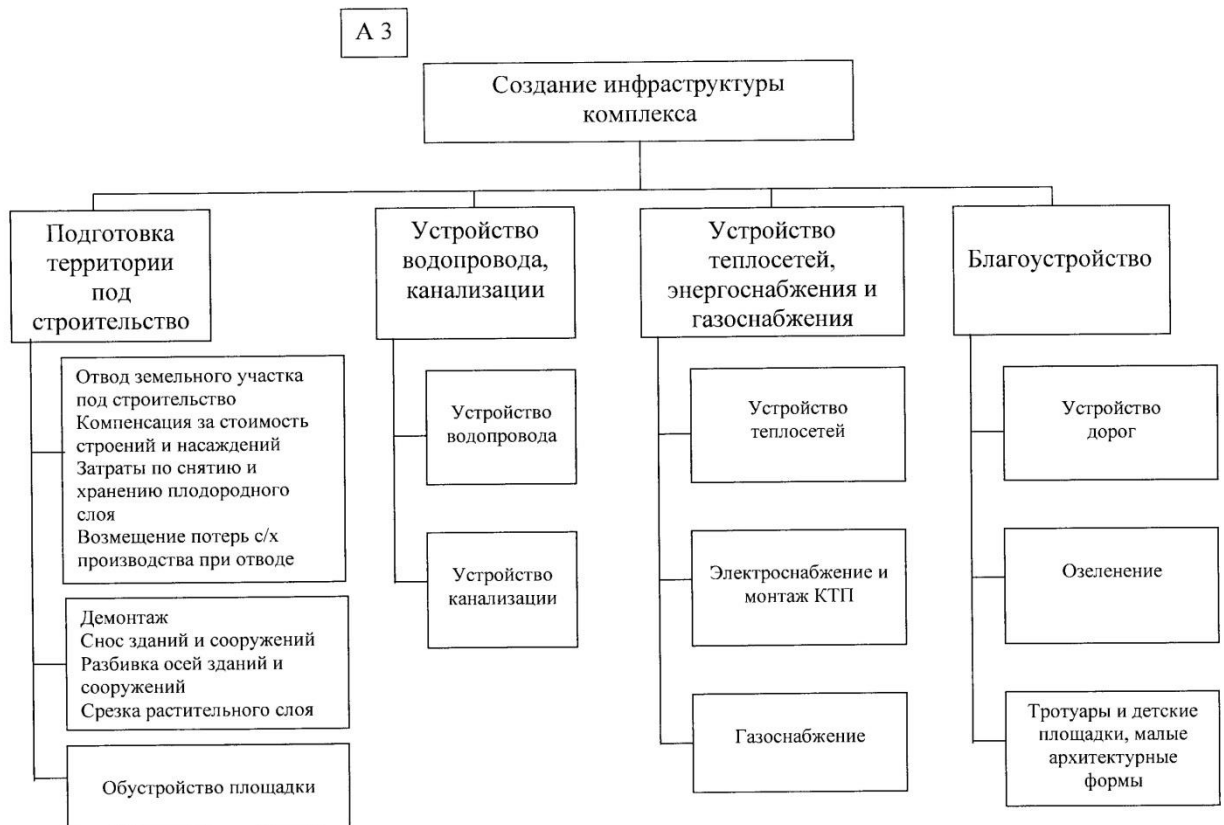 А 3
Создание инфраструктуры
комплекса
Подготовка
территории
под
строительство
Отвод земельного участка
под строительство
Компенсация за стоимость
строений и насаждений
Затраты по снятию и
хранению плодородного
слоя
Возмещение потерь с/х
производства при отводе
Демонтаж
Снос зданий и сооружений
Разбивка осей зданий и
сооружений
Срезка растительного слоя
Обустройство площадки
Устройство
водопровода,
канализации
Устройство
водопровода
Устройство
канализации
Устройство
теплосетей,
энергоснабжения и
газоснабжения
Устройство
теплосетей
Электроснабжение и
монтаж КТП
Газоснабжение
Благоустройство
Устройство
дорог
Озеленение
Тротуары и детские
площадки, малые
архитектурные
формы